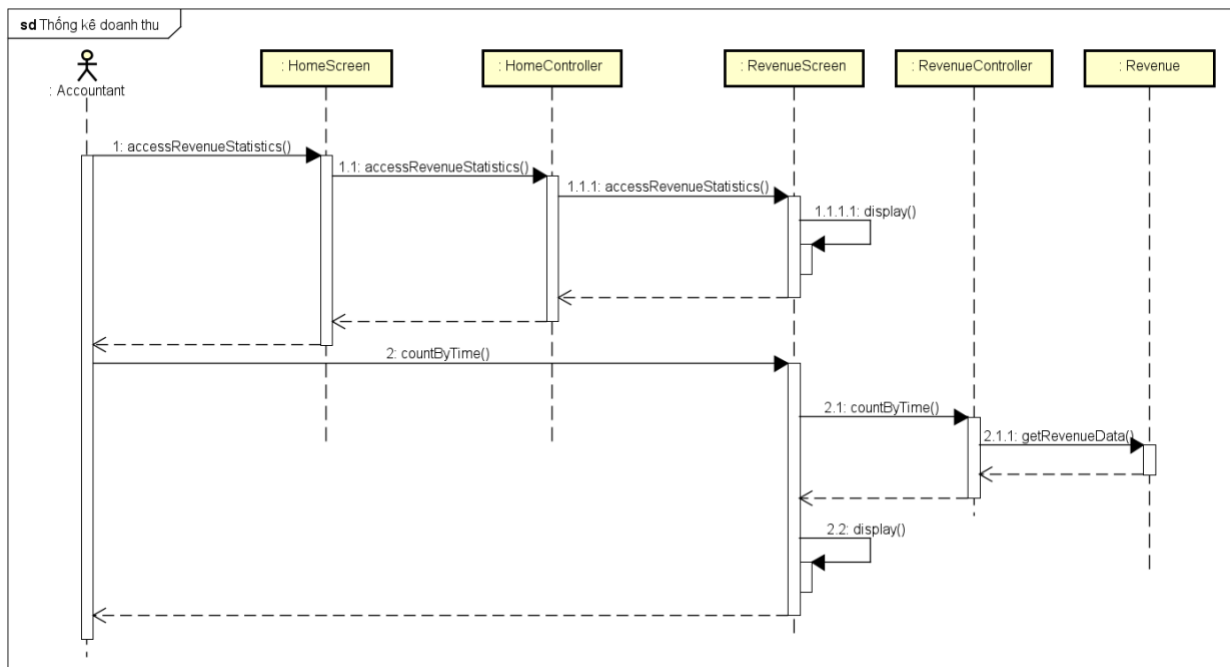 sd Thống kê doanh thu
: Accountant
: HomeScreen
: HomeController
: RevenueScreen
: RevenueController
: Revenue
1: accessRevenueStatistics()
1.1: accessRevenueStatistics()
1.1.1: accessRevenueStatistics()
1.1.1.1: display()
2: countByTime()
2.1: countByTime()
2.1.1: getRevenueData()
2.2: display()